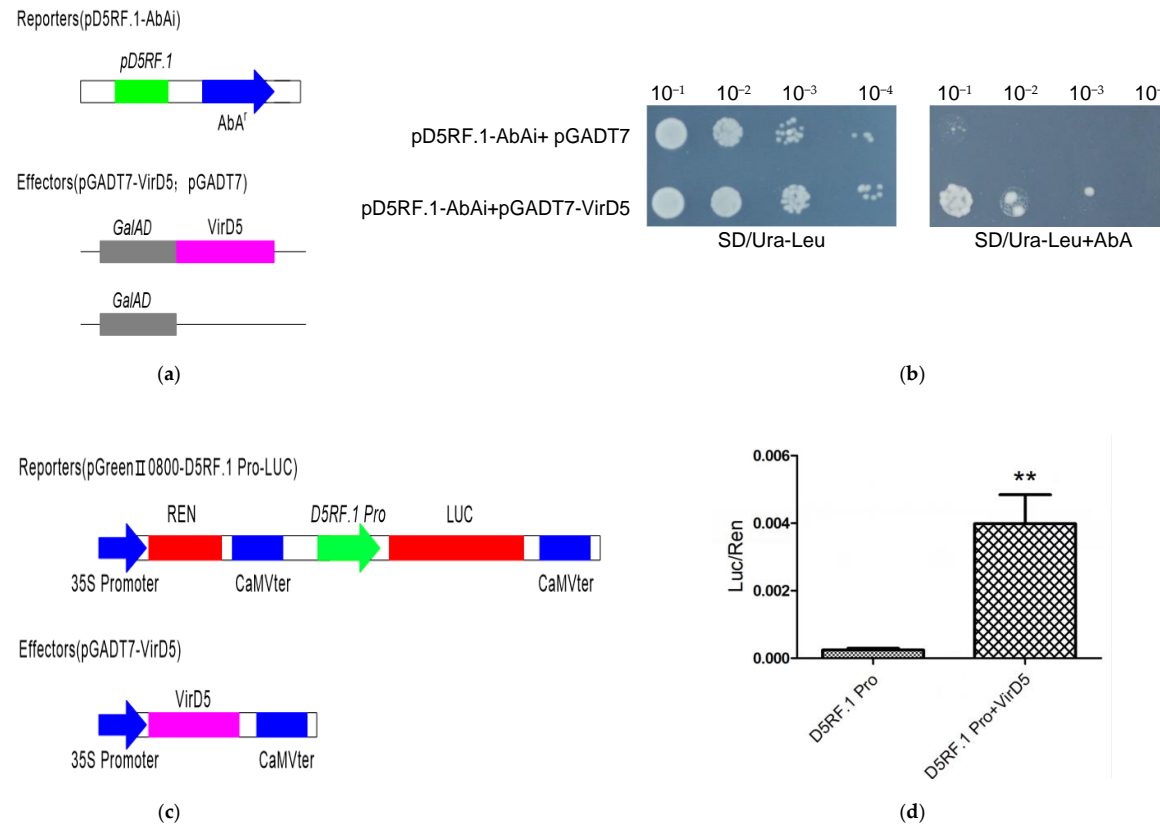 Reporters(pD5RF.1-AbAi)
pD5RF.1
AbAʳ
Effectors(pGADT7-VirD5; pGADT7)
GalAD VirD5
GalAD
(a)
10⁻¹ 10⁻² 10⁻³ 10⁻⁴ 10⁻¹ 10⁻² 10⁻³
pD5RF.1-AbAi+ pGADT7
pD5RF.1-AbAi+pGADT7-VirD5
SD/Ura-Leu SD/Ura-Leu+AbA
(b)
Reporters(pGreenⅡ0800-D5RF.1 Pro-LUC)
REN D5RF.1 Pro LUC
35S Promoter CaMVter CaMVter
Effectors(pGADT7-VirD5)
VirD5
35S Promoter CaMVter
(c)
0.006
**
0.004
Luc/Ren
0.002
0.000
D5RF.1 Pro
D5RF.1 Pro+VirD5
(d)